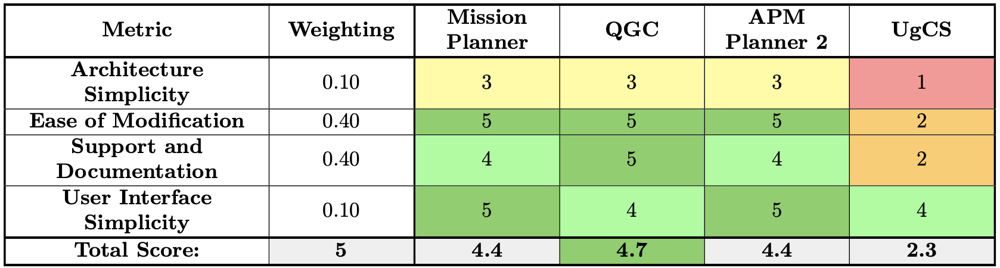 Metric Weighting Mission Planner QGC APM Planner 2 UgCS
Architecture Simplicity 0.10 3 3 3 1
Ease of Modification 0.40 5 5 5 2
Support and Documentation 0.40 4 5 4 2
User Interface Simplicity 0.10 5 4 5 4
Total Score: 5 4.4 4.7 4.4 2.3